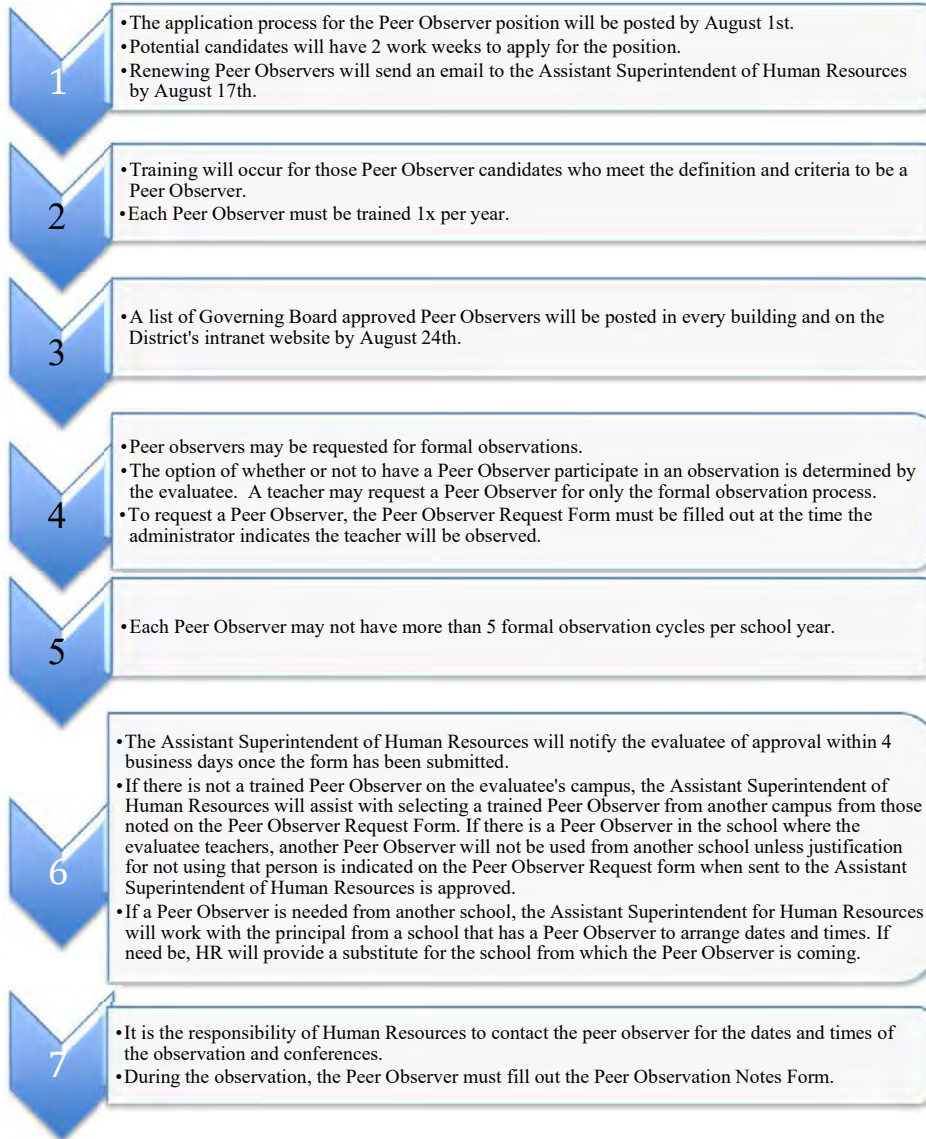 1
•The application process for the Peer Observer position will be posted by August 1st.
•Potential candidates will have 2 work weeks to apply for the position.
•Renewing Peer Observers will send an email to the Assistant Superintendent of Human Resources
by August 17th.
2
•Training will occur for those Peer Observer candidates who meet the definition and criteria to be a
Peer Observer.
•Each Peer Observer must be trained 1x per year.
3
•A list of Governing Board approved Peer Observers will be posted in every building and on the
District's intranet website by August 24th.
4
•Peer observers may be requested for formal observations.
•The option of whether or not to have a Peer Observer participate in an observation is determined by
the evaluatee.  A teacher may request a Peer Observer for only the formal observation process.
•To request a Peer Observer, the Peer Observer Request Form must be filled out at the time the
administrator indicates the teacher will be observed.
5
•Each Peer Observer may not have more than 5 formal observation cycles per school year.
6
•The Assistant Superintendent of Human Resources will notify the evaluatee of approval within 4
business days once the form has been submitted.
•If there is not a trained Peer Observer on the evaluatee's campus, the Assistant Superintendent of
Human Resources will assist with selecting a trained Peer Observer from another campus from those
noted on the Peer Observer Request Form. If there is a Peer Observer in the school where the
evaluatee teachers, another Peer Observer will not be used from another school unless justification
for not using that person is indicated on the Peer Observer Request form when sent to the Assistant
Superintendent of Human Resources is approved.
•If a Peer Observer is needed from another school, the Assistant Superintendent for Human Resources
will work with the principal from a school that has a Peer Observer to arrange dates and times. If
need be, HR will provide a substitute for the school from which the Peer Observer is coming.
7
•It is the responsibility of Human Resources to contact the peer observer for the dates and times of
the observation and conferences.
•During the observation, the Peer Observer must fill out the Peer Observation Notes Form.